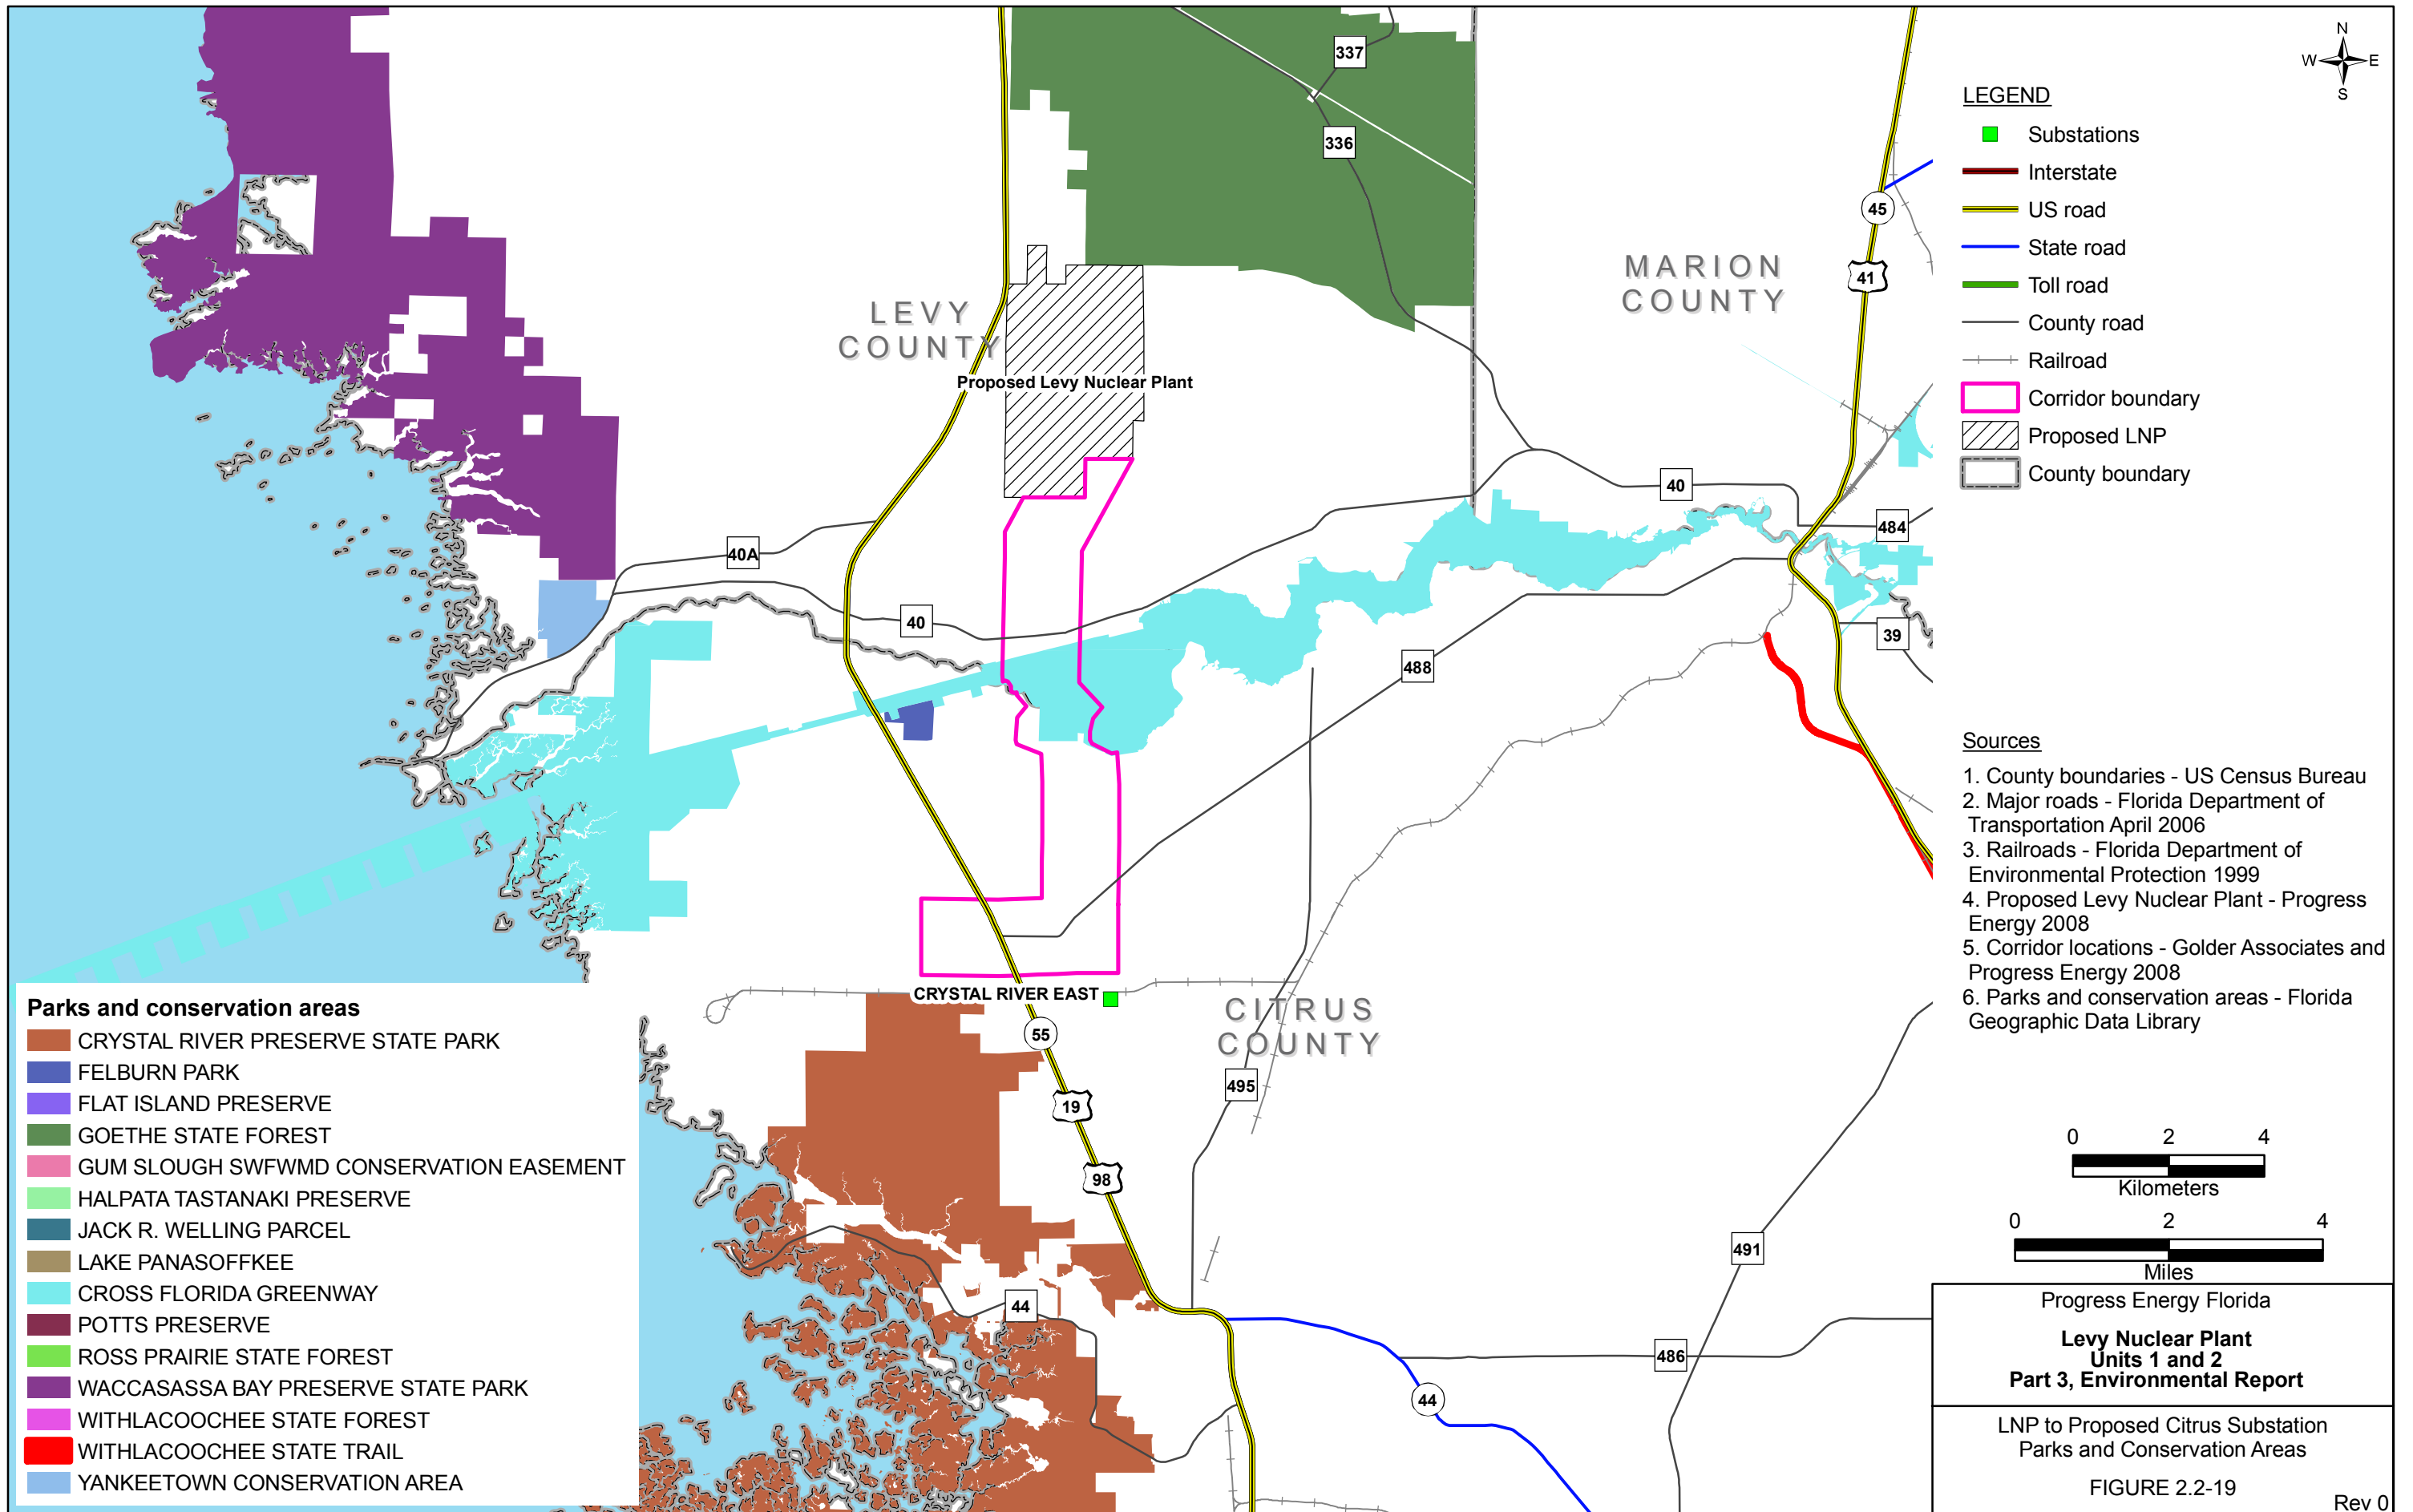 337
336
45
41
LEVY
COUNTY
MARION
COUNTY
Proposed Levy Nuclear Plant
40
484
40A
40
39
488
CRYSTAL RIVER EAST
CITRUS
COUNTY
55
495
19
98
491
44
486
44
N
W E
S
LEGEND
Substations
Interstate
US road
State road
Toll road
County road
Railroad
Corridor boundary
Proposed LNP
County boundary
Sources
1. County boundaries - US Census Bureau
2. Major roads - Florida Department of
Transportation April 2006
3. Railroads - Florida Department of
Environmental Protection 1999
4. Proposed Levy Nuclear Plant - Progress
Energy 2008
5. Corridor locations - Golder Associates and
Progress Energy 2008
6. Parks and conservation areas - Florida
Geographic Data Library
Parks and conservation areas
CRYSTAL RIVER PRESERVE STATE PARK
FELBURN PARK
FLAT ISLAND PRESERVE
GOETHE STATE FOREST
GUM SLOUGH SWFWMD CONSERVATION EASEMENT
HALPATA TASTANAKI PRESERVE
JACK R. WELLING PARCEL
LAKE PANASOFFKEE
CROSS FLORIDA GREENWAY
POTTS PRESERVE
ROSS PRAIRIE STATE FOREST
WACCASASSA BAY PRESERVE STATE PARK
WITHLACOOCHEE STATE FOREST
WITHLACOOCHEE STATE TRAIL
YANKEETOWN CONSERVATION AREA
0 2 4
Kilometers
0 2 4
Miles
Progress Energy Florida
Levy Nuclear Plant
Units 1 and 2
Part 3, Environmental Report
LNP to Proposed Citrus Substation
Parks and Conservation Areas
FIGURE 2.2-19
Rev 0